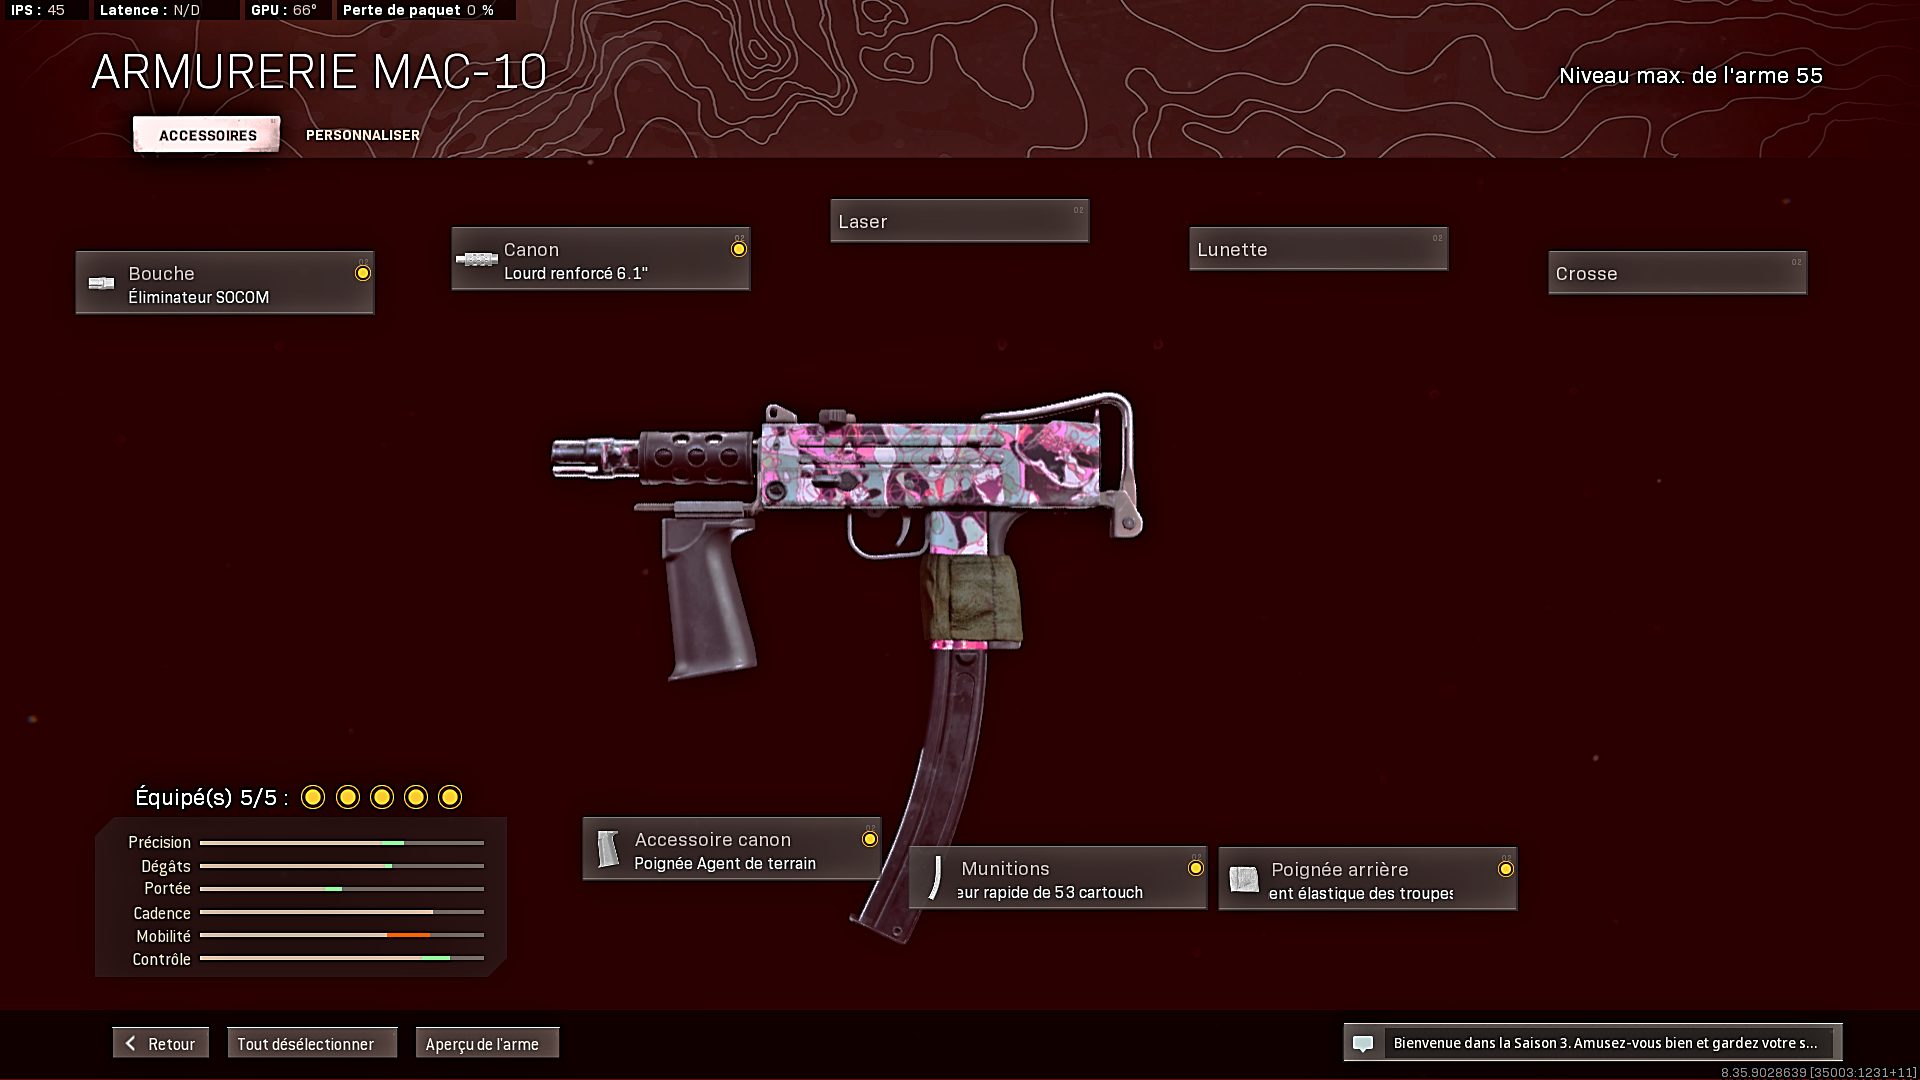 IPS : 45 Latence : N/D GPU : 66° Perte de paquet 0 %
ARMURERIE MAC-10
Niveau max. de l'arme 55
ACCESSOIRES PERSONNALISER
Laser
Canon
Lourd renforcé 6.1"
Lunette
Bouche
Éliminateur SOCOM
Crosse
Équipé(s) 5/5 :
Précision
Dégâts
Portée
Cadence
Mobilité
Contrôle
Accessoire canon
Poignée Agent de terrain
Munitions
eur rapide de 53 cartouch
Poignée arrière
ent élastique des troupes
Retour
Tout désélectionner
Aperçu de l'arme
Bienvenue dans la Saison 3. Amusez-vous bien et gardez votre s...
8.35.9028639 [35003:1231+11]